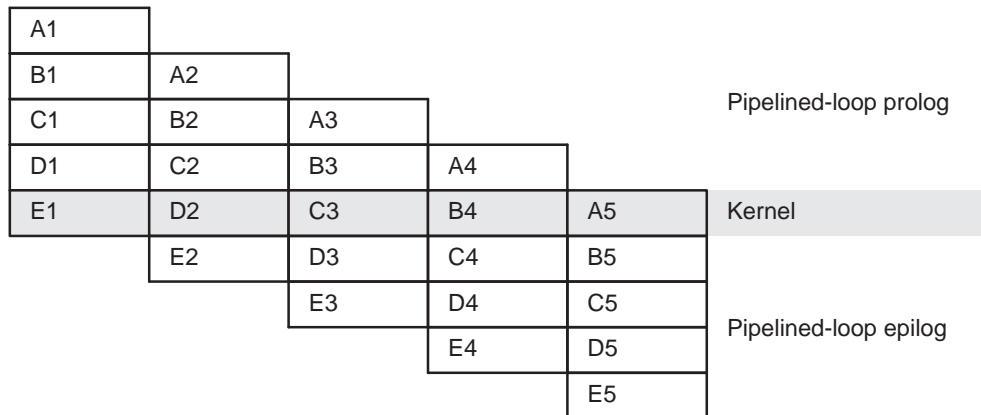 A1
B1 A2
Pipelined-loop prolog
C1 B2 A3
D1 C2 B3 A4
E1 D2 C3 B4 A5 Kernel
E2 D3 C4 B5
E3 D4 C5
Pipelined-loop epilog
E4 D5
E5